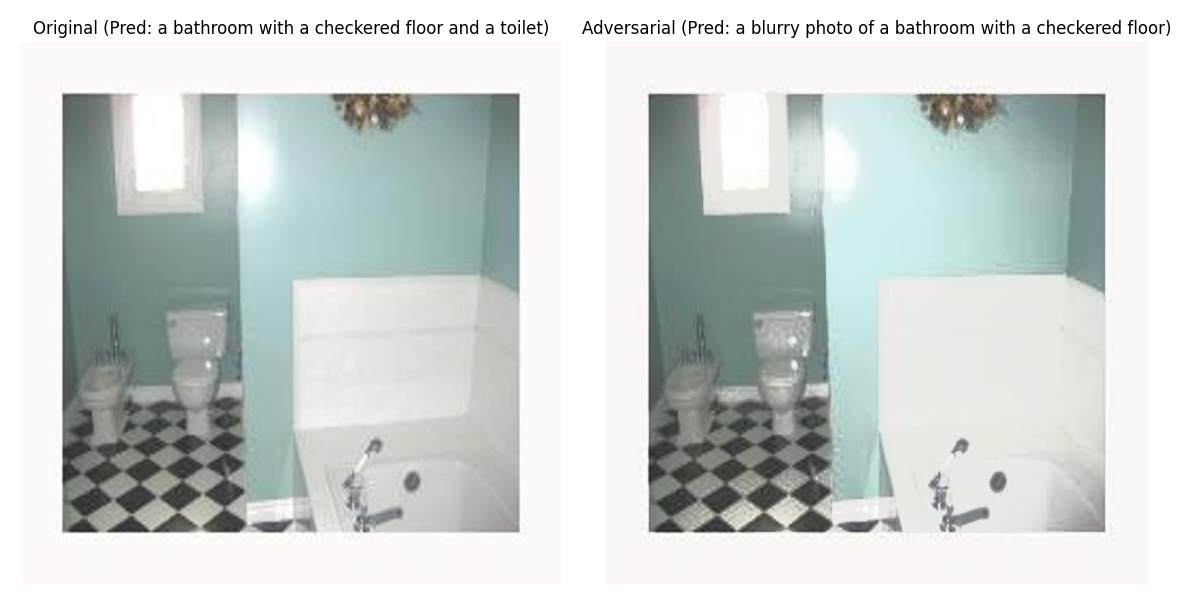 Original (Pred: a bathroom with a checkered floor and a toilet)
Adversarial (Pred: a blurry photo of a bathroom with a checkered floor)